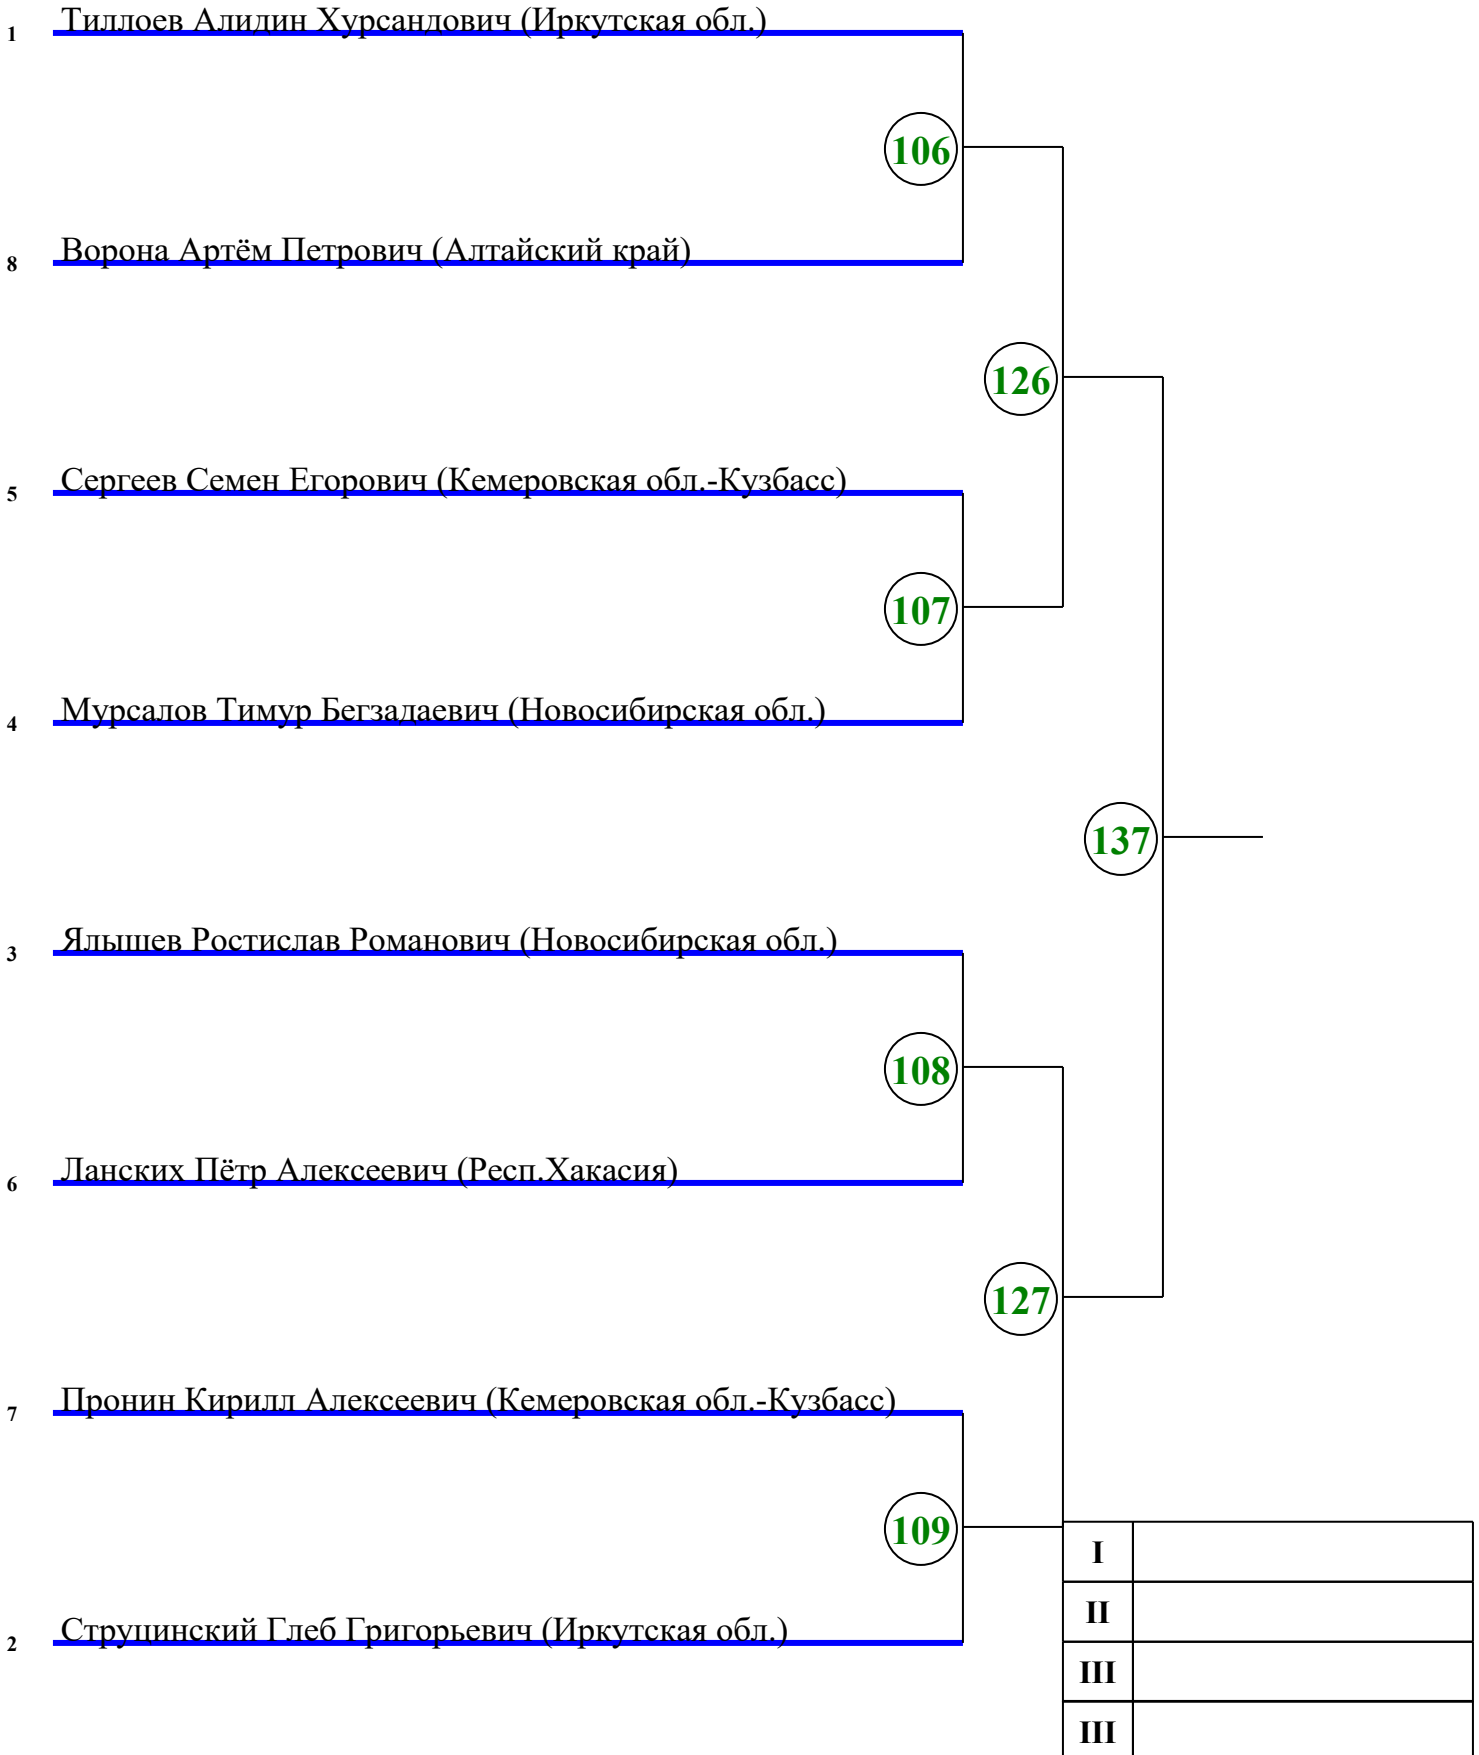 1 Тиллоев Алидин Хурсандович (Иркутская обл.)
106
8 Ворона Артём Петрович (Алтайский край)
126
5 Сергеев Семен Егорович (Кемеровская обл.-Кузбасс)
107
4 Мурсалов Тимур Бегзадаевич (Новосибирская обл.)
137
3 Ялышев Ростислав Романович (Новосибирская обл.)
108
6 Ланских Пётр Алексеевич (Респ.Хакасия)
127
7 Пронин Кирилл Алексеевич (Кемеровская обл.-Кузбасс)
109
I
II
2 Струцинский Глеб Григорьевич (Иркутская обл.)
III
III